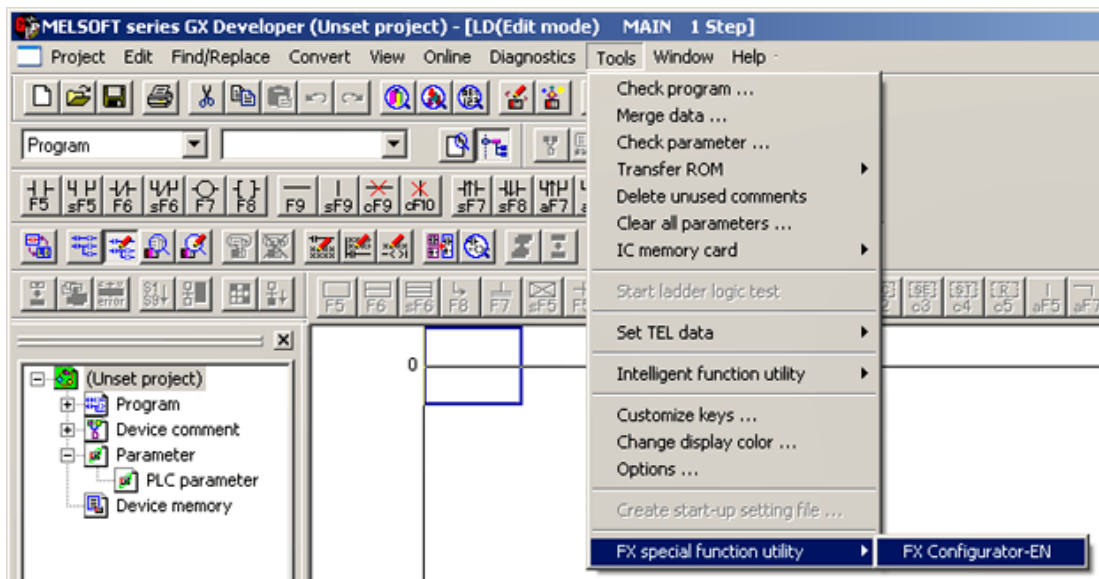 MELSOFT series GX Developer (Unset project) - [LD(Edit mode) MAIN 1 Step]
Project Edit Find/Replace Convert View Online Diagnostics Tools Window Help
Program
F5 sF5 F6 sF6 F7 F8 F9 sF9 cF9 cF10 sF7 sF8 aF7
F5 F6 sF6 F8 F7 sF5
c3 c4 c5 aF5 aF7
Check program ...
Merge data ...
Check parameter ...
Transfer ROM
Delete unused comments
Clear all parameters ...
IC memory card
Start ladder logic test
Set TEL data
Intelligent function utility
Customize keys ...
Change display color ...
Options ...
Create start-up setting file ...
FX special function utility
FX Configurator-EN
(Unset project)
Program
Device comment
Parameter
PLC parameter
Device memory
0